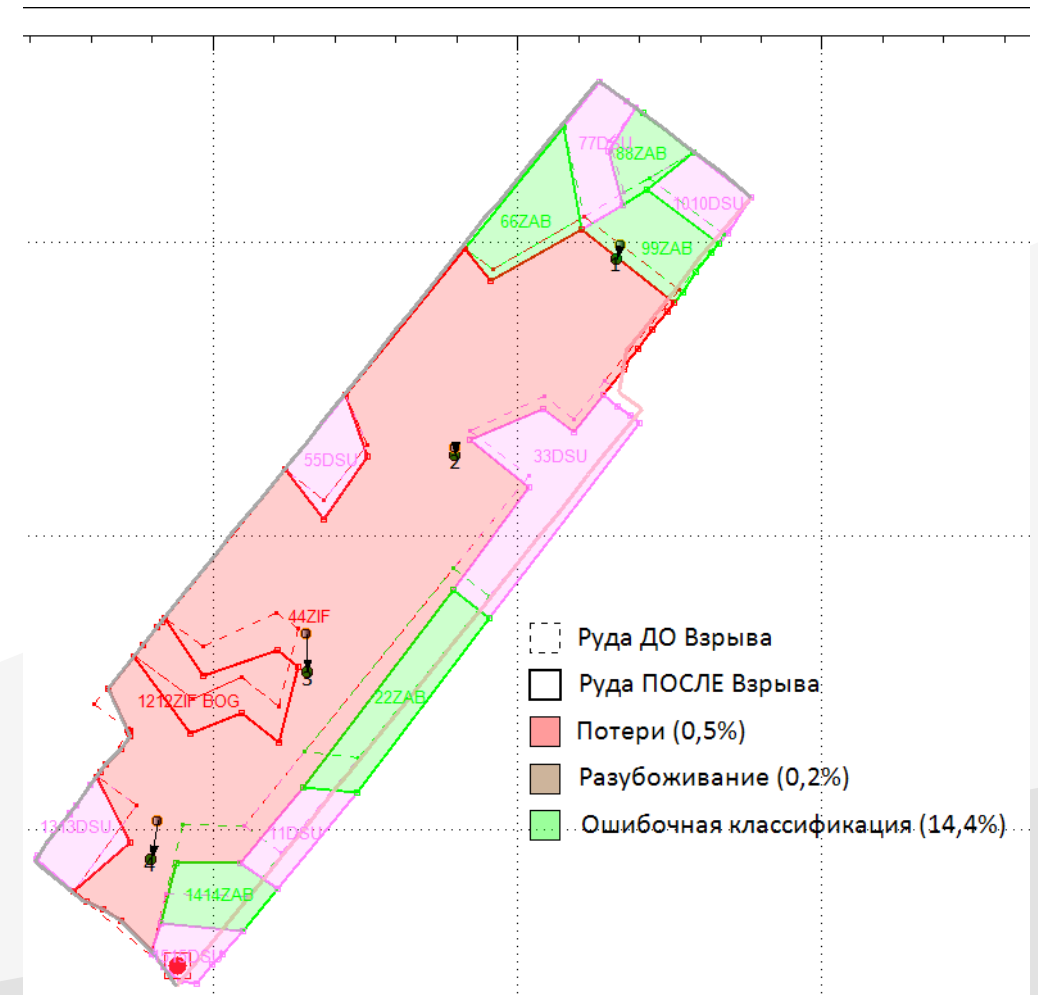 77DSU
88ZAB
1010DSU
66ZAB
99ZAB
1
55DSU
2
33DSU
44ZIF
3
1212ZIF BOG
22ZAB
Руда ДО Взрыва
Руда ПОСЛЕ Взрыва
Потери (0,5%)
Разубоживание (0,2%)
Ошибочная классификация (14,4%)
1313DSU
11DSU
4
1414ZAB
1515DSU